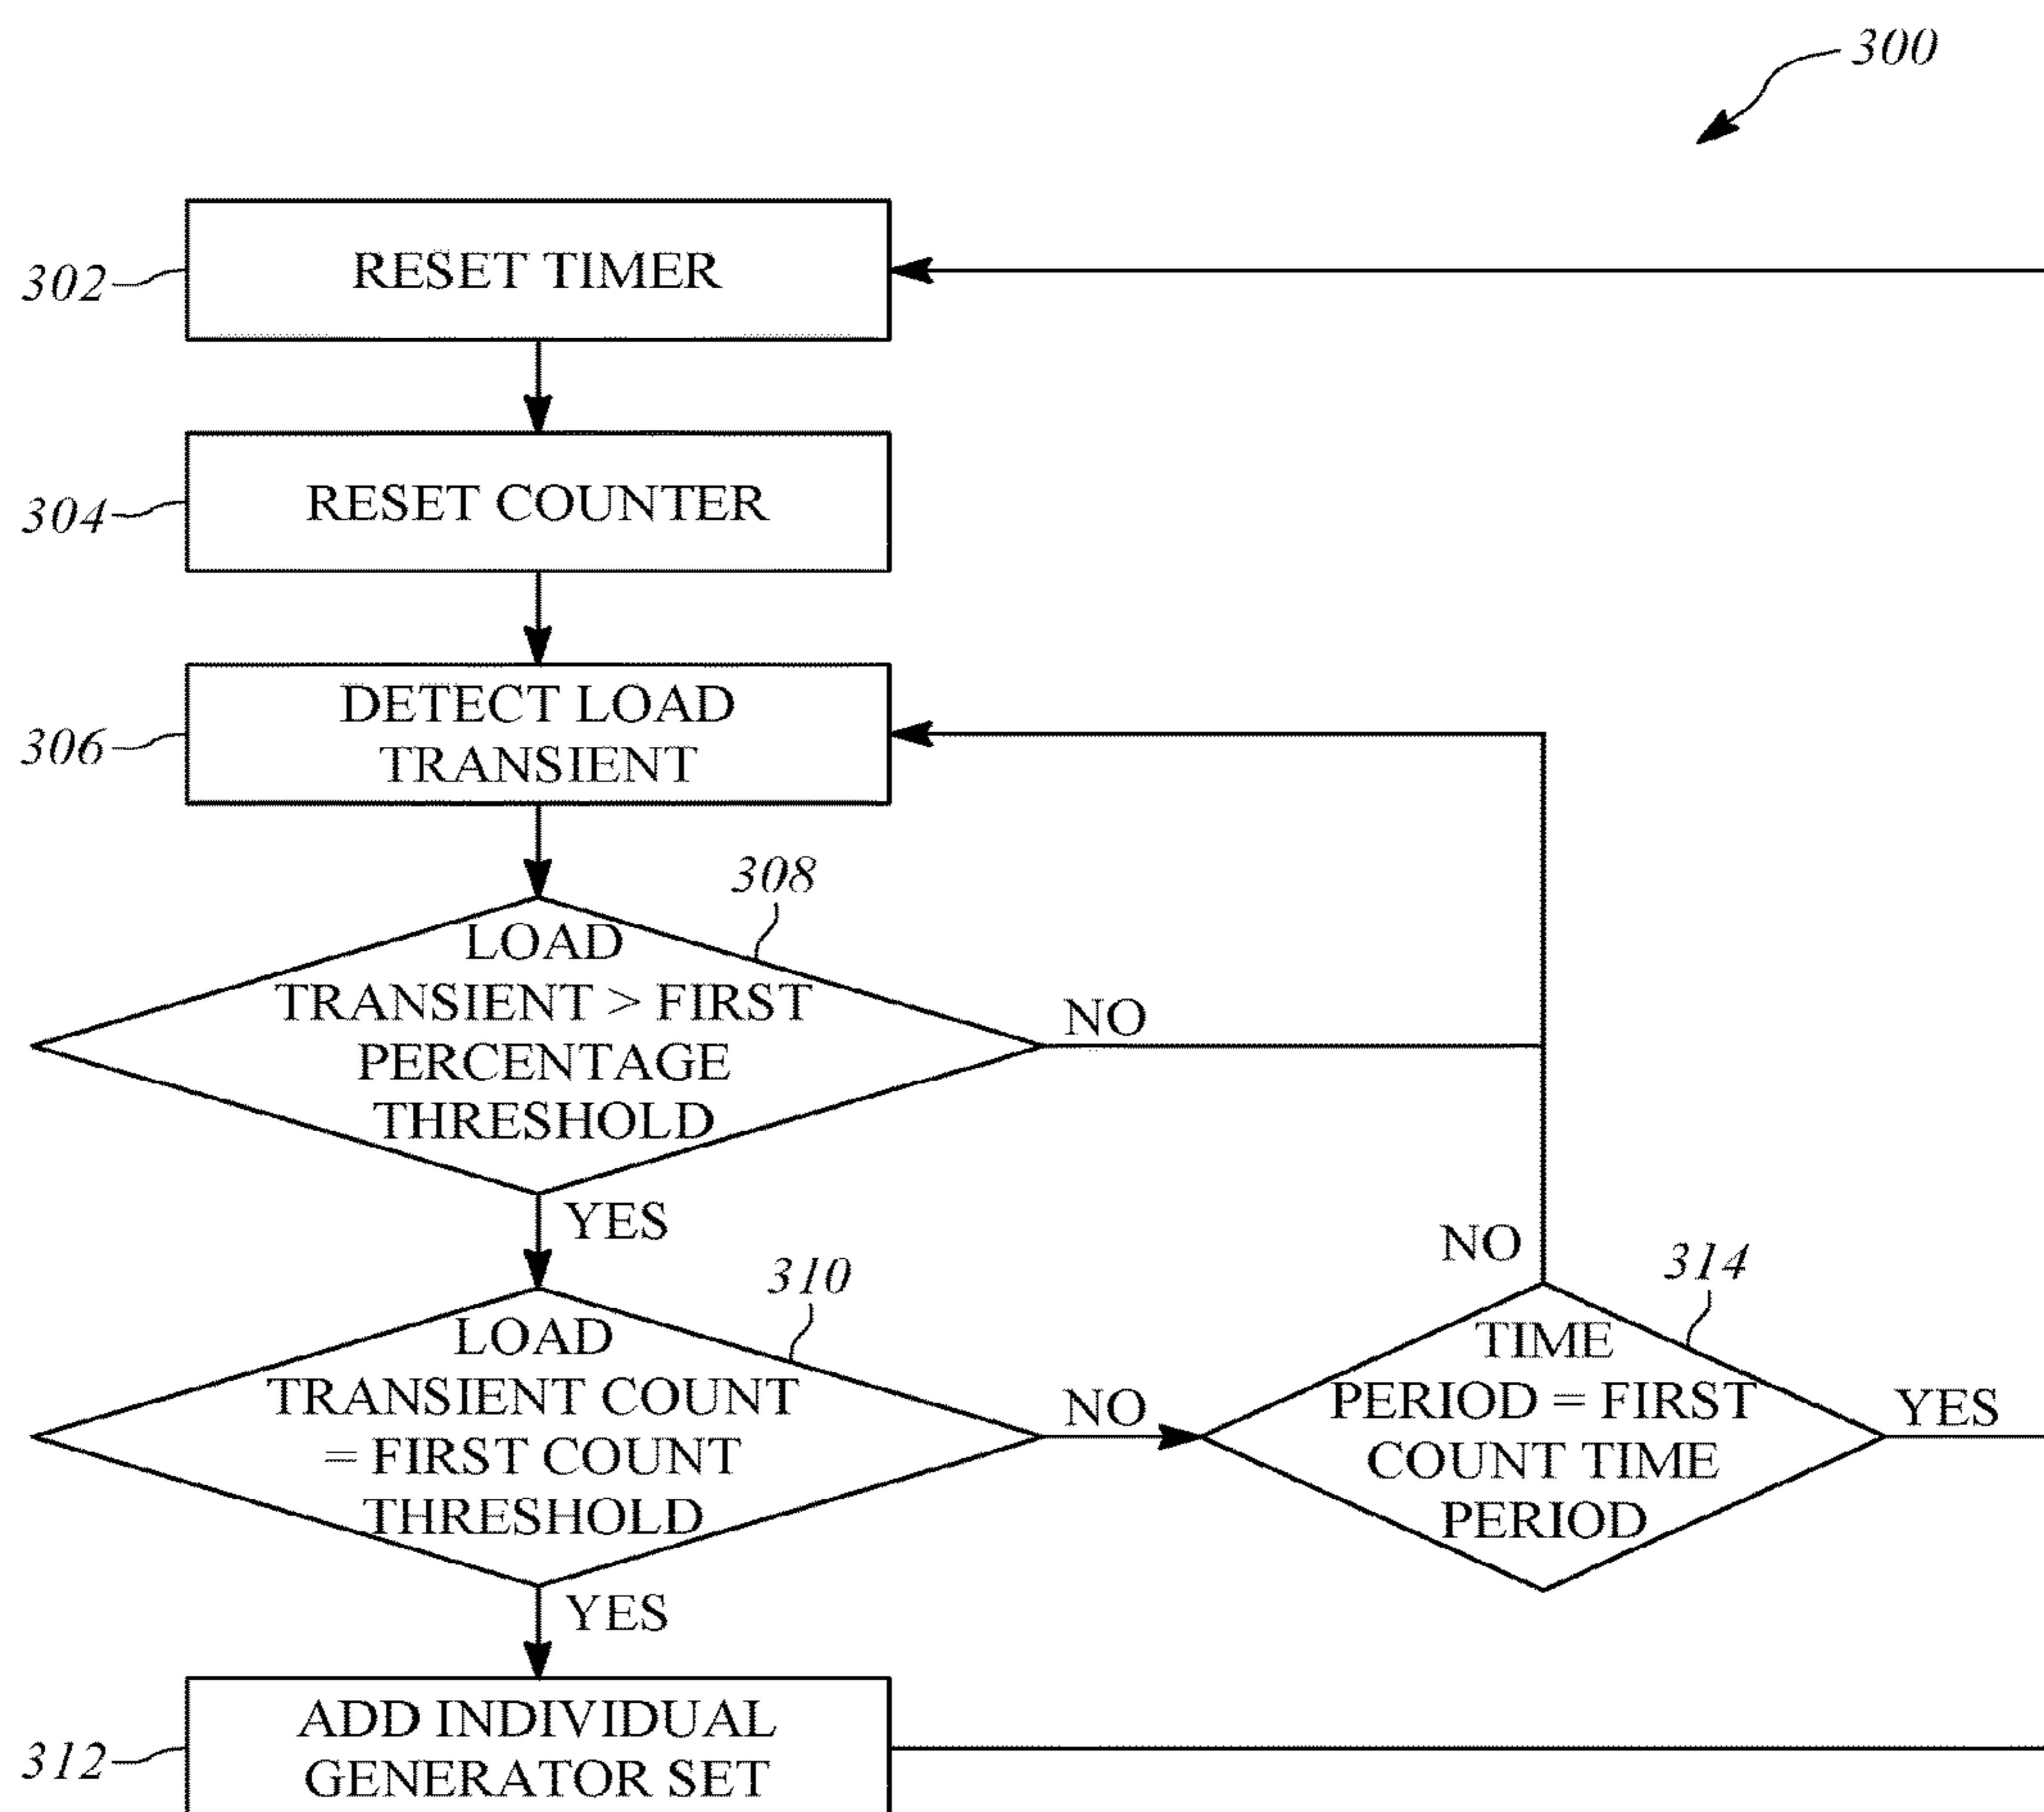 300
302
RESET TIMER
304
RESET COUNTER
306
DETECT LOAD
TRANSIENT
308
LOAD
TRANSIENT > FIRST
PERCENTAGE
THRESHOLD
NO
YES
310
LOAD
TRANSIENT COUNT
= FIRST COUNT
THRESHOLD
NO
NO
314
TIME
PERIOD = FIRST
COUNT TIME
PERIOD
YES
YES
312
ADD INDIVIDUAL
GENERATOR SET